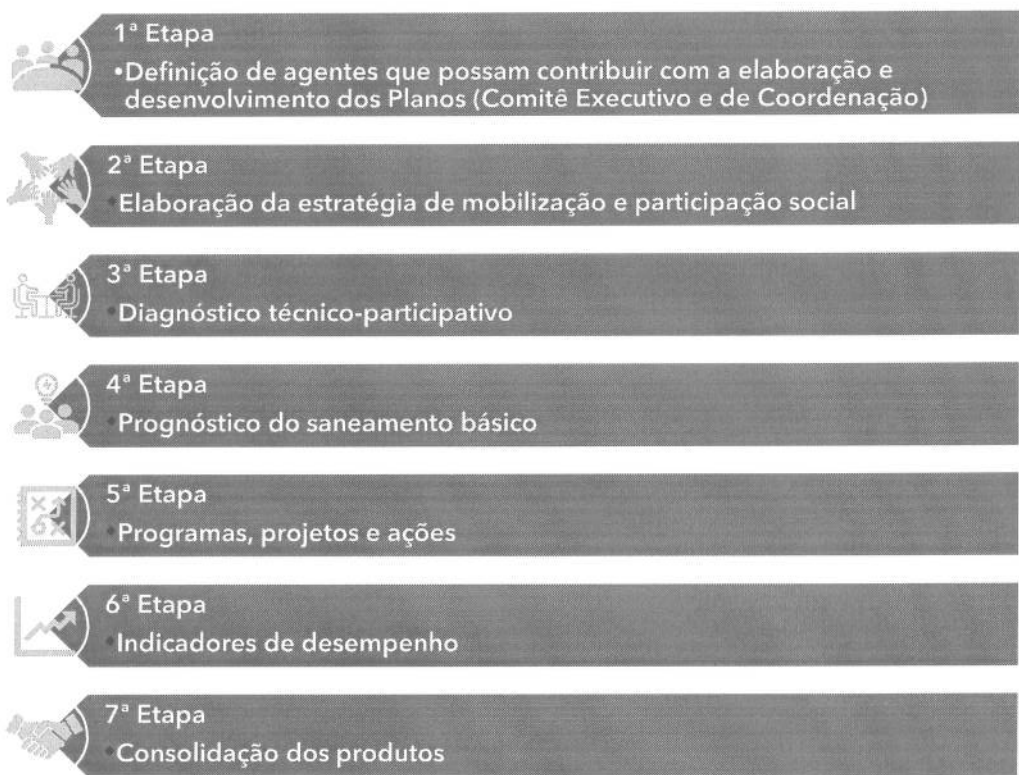 1ª Etapa
•Definição de agentes que possam contribuir com a elaboração e
desenvolvimento dos Planos (Comitê Executivo e de Coordenação)
2ª Etapa
•Elaboração da estratégia de mobilização e participação social
3ª Etapa
•Diagnóstico técnico-participativo
4ª Etapa
•Prognóstico do saneamento básico
5ª Etapa
•Programas, projetos e ações
6ª Etapa
•Indicadores de desempenho
7ª Etapa
•Consolidação dos produtos